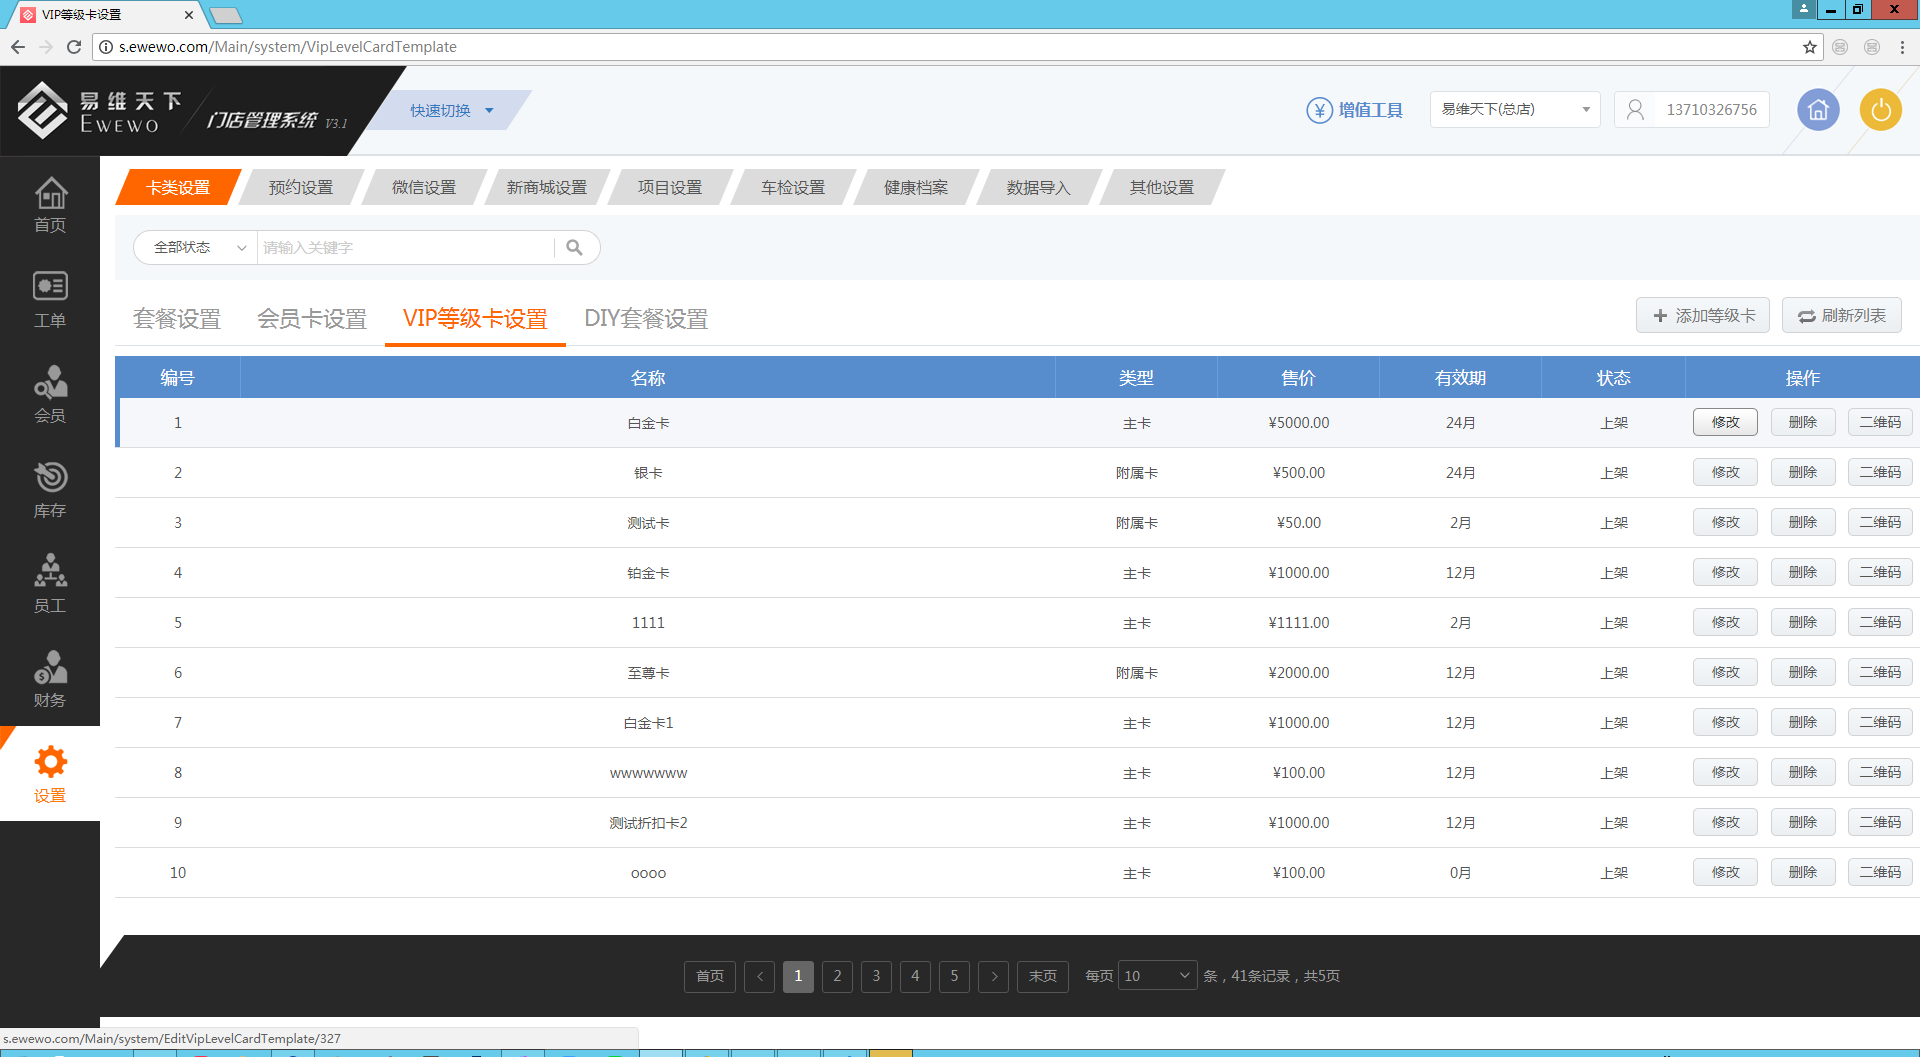 VIP等级卡设置
s.ewewo.com/Main/system/VipLevelCardTemplate
易维天下
EWEWO
门店管理系统 V3.1
快速切换
增值工具
易维天下(总店)
13710326756
首页
工单
会员
库存
员工
财务
设置
卡类设置 预约设置 微信设置 新商城设置 项目设置 车检设置 健康档案 数据导入 其他设置
全部状态 请输入关键字
套餐设置 会员卡设置 VIP等级卡设置 DIY套餐设置 添加等级卡 刷新列表
编号 名称 类型 售价 有效期 状态 操作
1 白金卡 主卡 ¥5000.00 24月 上架 修改 删除 二维码
2 银卡 附属卡 ¥500.00 24月 上架 修改 删除 二维码
3 测试卡 附属卡 ¥50.00 2月 上架 修改 删除 二维码
4 铂金卡 主卡 ¥1000.00 12月 上架 修改 删除 二维码
5 1111 主卡 ¥1111.00 2月 上架 修改 删除 二维码
6 至尊卡 附属卡 ¥2000.00 12月 上架 修改 删除 二维码
7 白金卡1 主卡 ¥1000.00 12月 上架 修改 删除 二维码
8 wwwwwww 主卡 ¥100.00 12月 上架 修改 删除 二维码
9 测试折扣卡2 主卡 ¥1000.00 12月 上架 修改 删除 二维码
10 oooo 主卡 ¥100.00 0月 上架 修改 删除 二维码
首页 < 1 2 3 4 5 > 末页 每页 10 条，41条记录，共5页
s.ewewo.com/Main/system/EditVipLevelCardTemplate/327